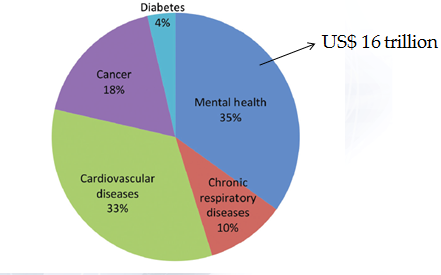 Diabetes
4%
US$ 16 trillion
Cancer
18%
Mental health
35%
Cardiovascular
diseases
33%
Chronic
respiratory
diseases
10%